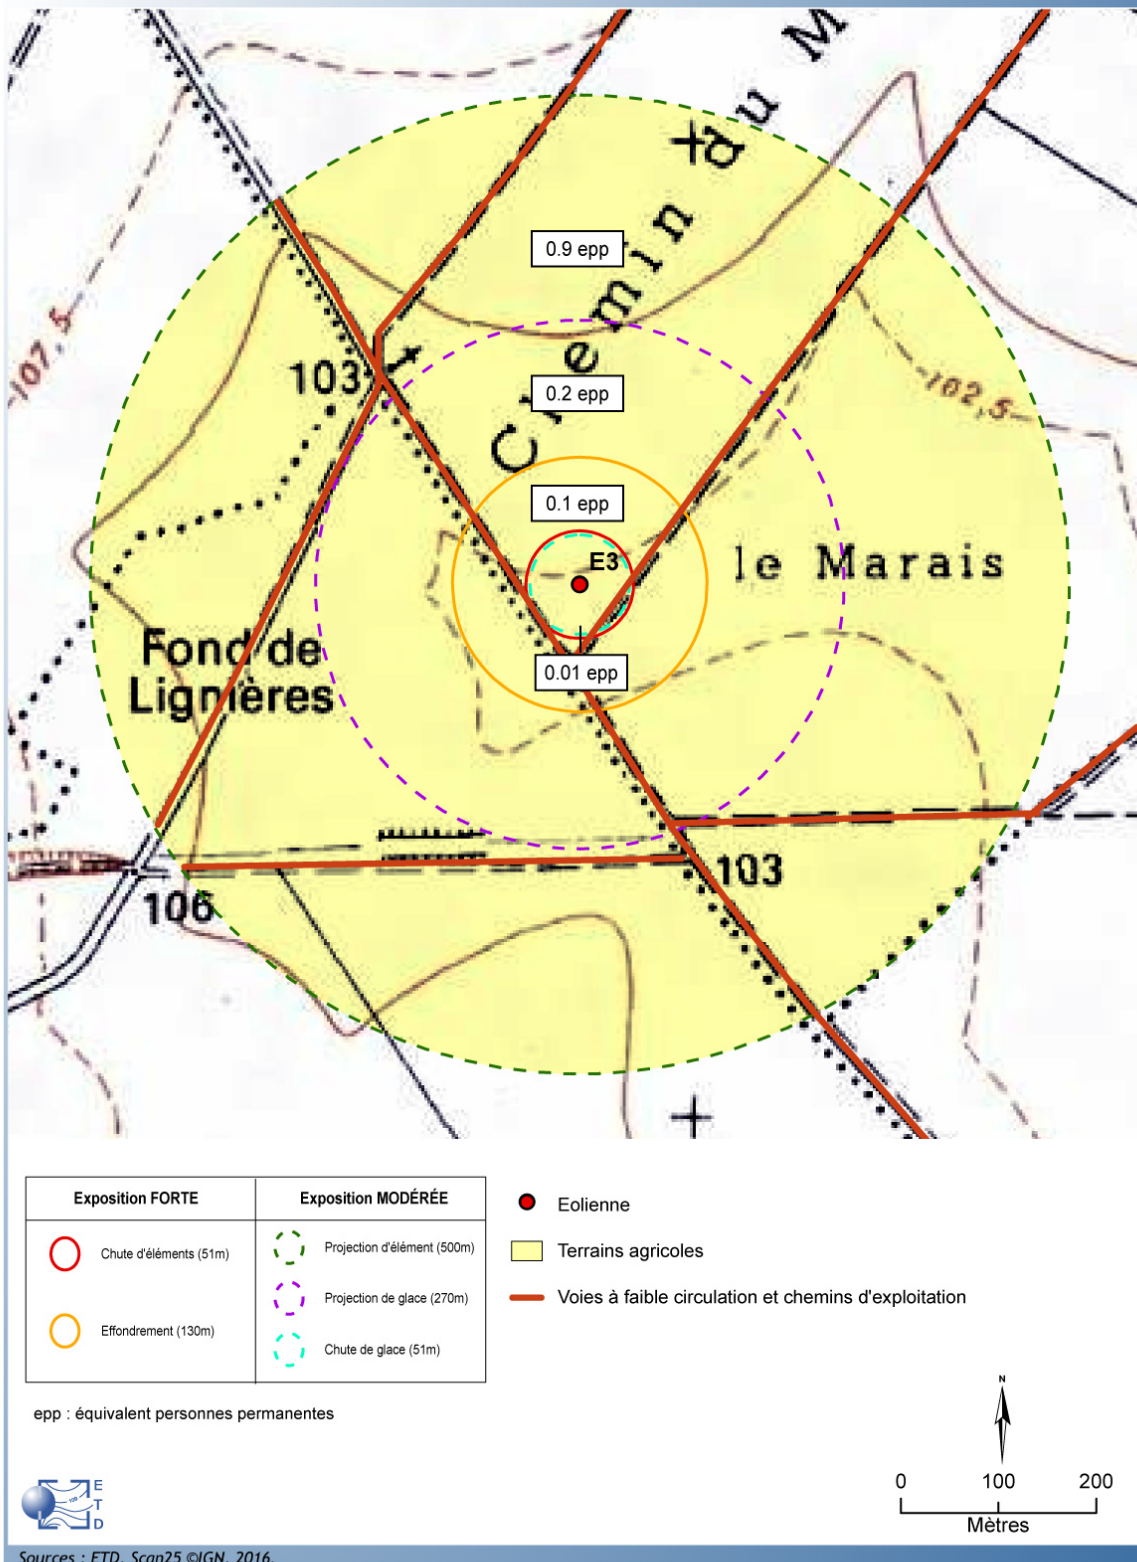 Chemin du M
0.9 epp
107,5
103
0.2 epp
102,5
0.1 epp
E3
le Marais
Fond de
Lignières
0.01 epp
103
106
Exposition FORTE
Exposition MODÉRÉE
Chute d'éléments (51m)
Effondrement (130m)
Projection d'élément (500m)
Projection de glace (270m)
Chute de glace (51m)
Eolienne
Terrains agricoles
Voies à faible circulation et chemins d'exploitation
epp : équivalent personnes permanentes
N
0 100 200
Mètres
E
T
D
Sources : ETD, Scan25 ©IGN, 2016.